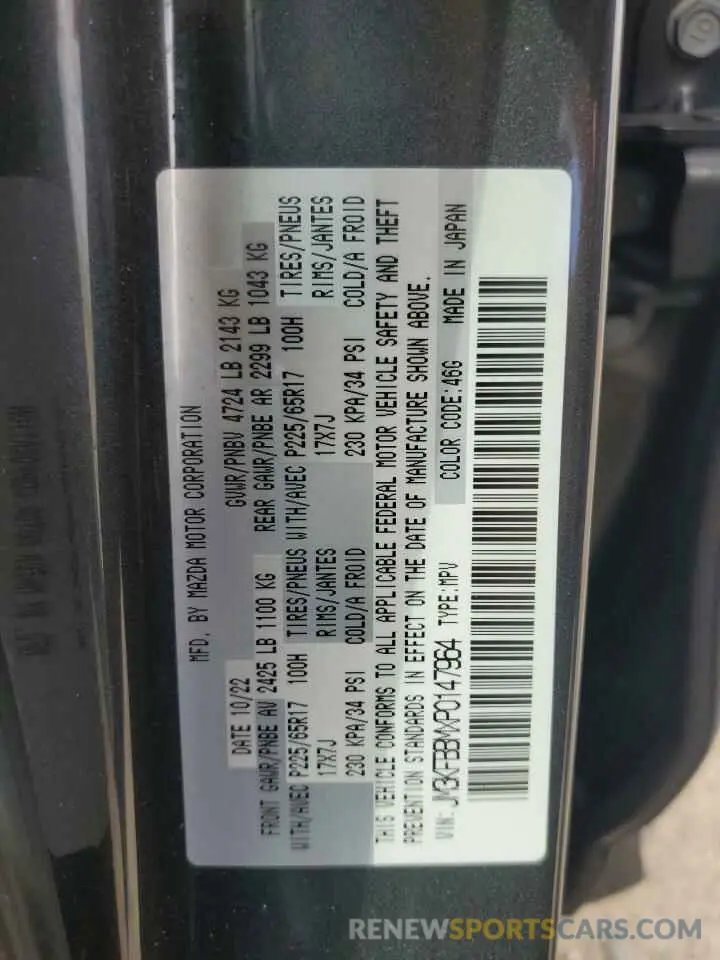 MFD. BY MAZDA MOTOR CORPORATION
DATE 10/22 GVWR/PNBV 4724 LB 2143 KG
FRONT GAWR/PNBE AV 2425 LB 1100 KG REAR GAWR/PNBE AR 2299 LB 1043 KG
WITH/AVEC P225/65R17 100H TIRES/PNEUS WITH/AVEC P225/65R17 100H TIRES/PNEUS
17X7J RIMS/JANTES 17X7J RIMS/JANTES
230 KPA/34 PSI COLD/A FROID 230 KPA/34 PSI COLD/A FROID
THIS VEHICLE CONFORMS TO ALL APPLICABLE FEDERAL MOTOR VEHICLE SAFETY AND THEFT
PREVENTION STANDARDS IN EFFECT ON THE DATE OF MANUFACTURE SHOWN ABOVE.
VIN: JM3KFBBMXP0147964 TYPE:MPV COLOR CODE:46G MADE IN JAPAN
RENEWSPORTSCARS.COM